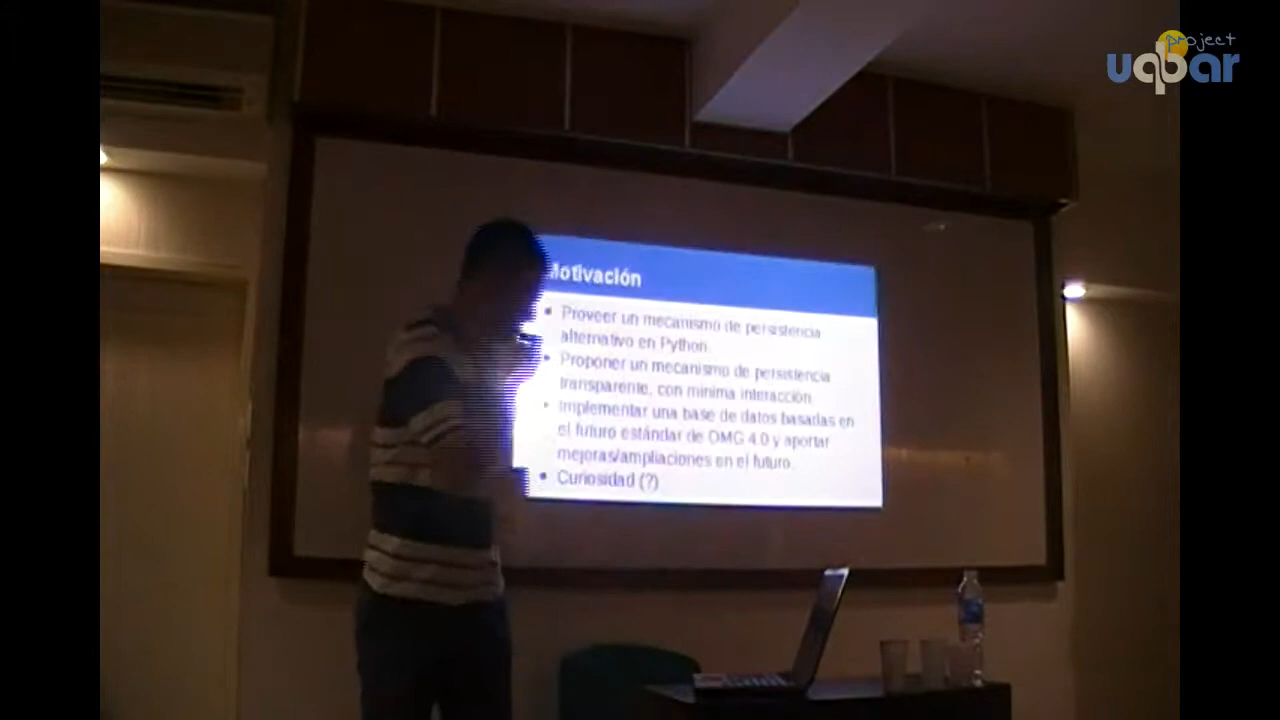 project
uqbar
Motivación
Proveer un mecanismo de persistencia
alternativo en Python.
Proponer un mecanismo de persistencia
transparente, con mínima interacción.
Implementar una base de datos basadas en
el futuro estándar de OMG 4.0 y aportar
mejoras/ampliaciones en el futuro.
Curiosidad (?)